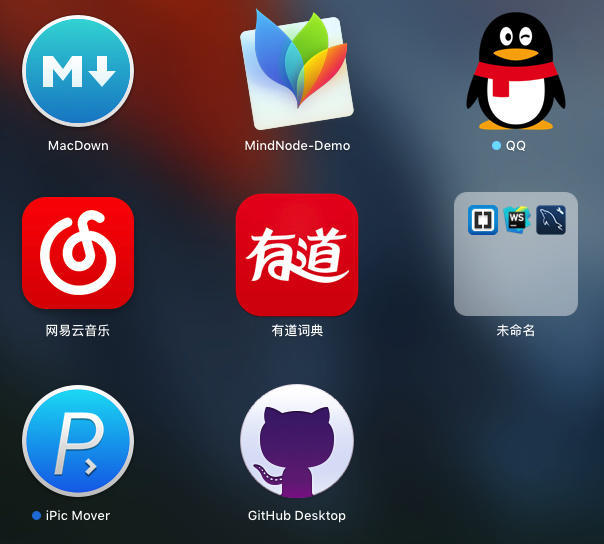 M
MacDown
MindNode-Demo
QQ
网易云音乐
有道
有道词典
WS
未命名
P
iPic Mover
GitHub Desktop